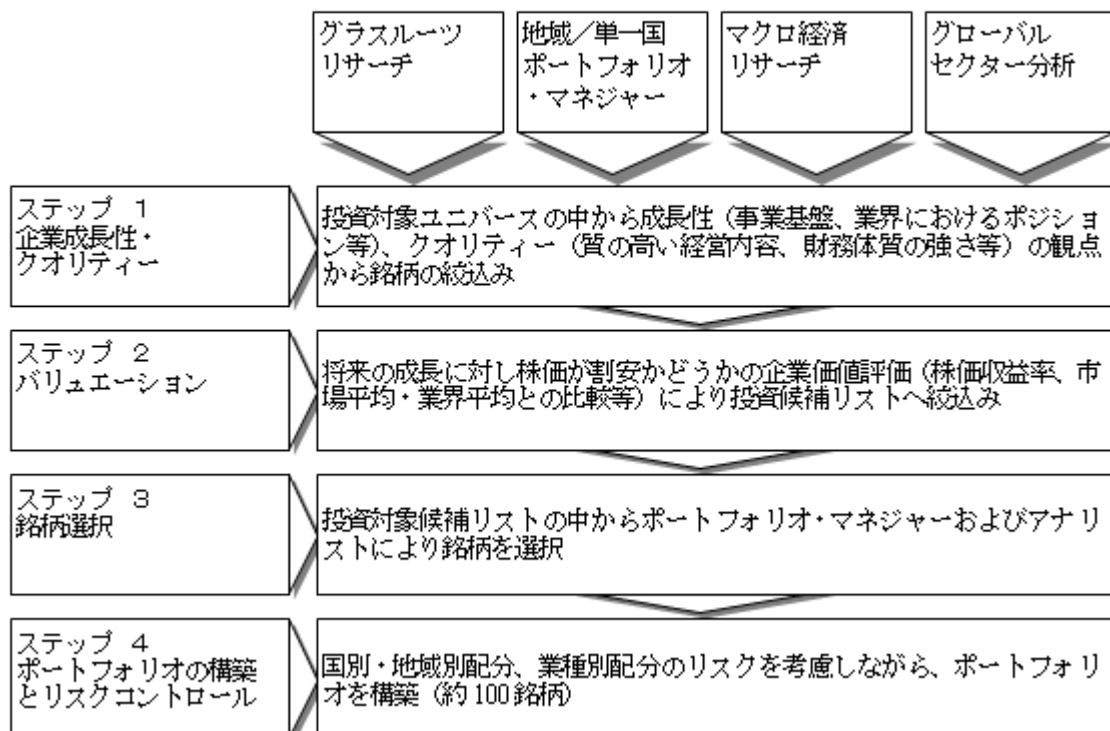 グラスルーツ
リサーチ
地域／単一国
ポートフォリオ
・マネジャー
マクロ経済
リサーチ
グローバル
セクター分析
ステップ １
企業成長性・
クオリティー
投資対象ユニバースの中から成長性（事業基盤、業界におけるポジショ
ン等）、クオリティー（質の高い経営内容、財務体質の強さ等）の観点
から銘柄の絞込み
ステップ ２
バリュエーション
将来の成長に対し株価が割安かどうかの企業価値評価（株価収益率、市
場平均・業界平均との比較等）により投資候補リストへ絞込み
ステップ ３
銘柄選択
投資対象候補リストの中からポートフォリオ・マネジャーおよびアナリ
ストにより銘柄を選択
ステップ ４
ポートフォリオの構築
とリスクコントロール
国別・地域別配分、業種別配分のリスクを考慮しながら、ポートフォリ
オを構築（約100銘柄）